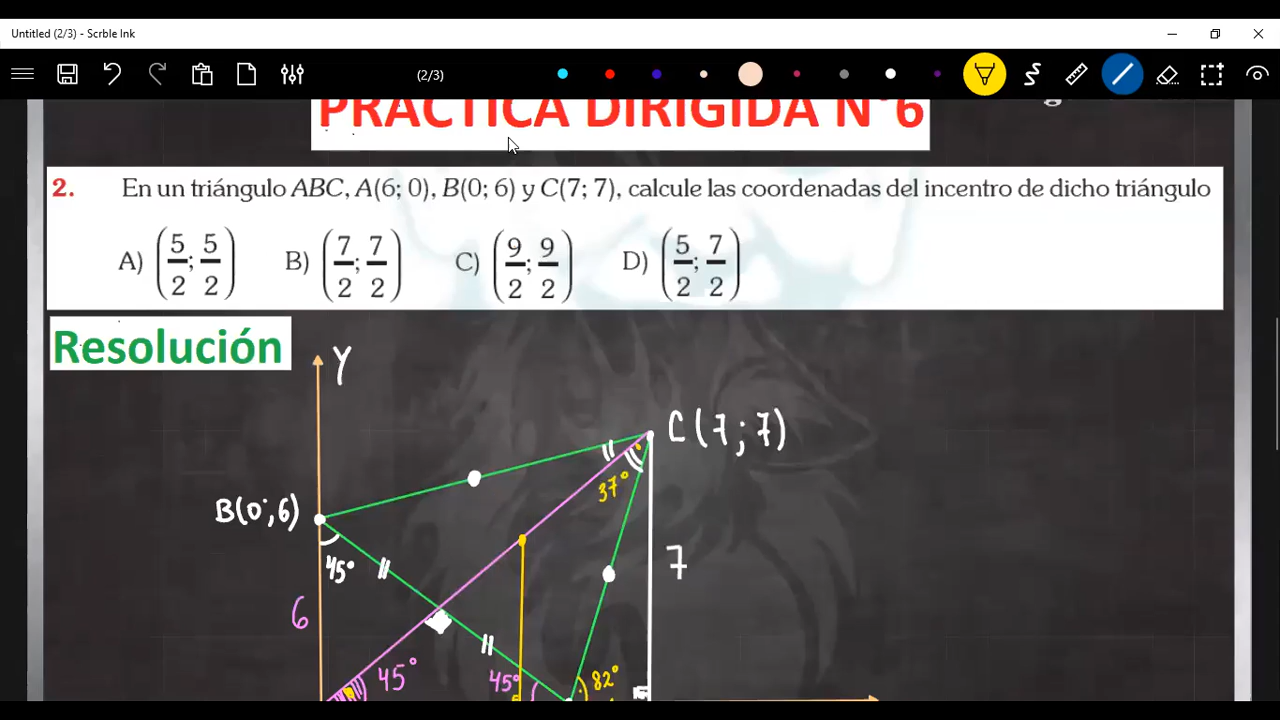 Untitled (2/3) - Scrble Ink
(2/3)
PRACTICA DIRIGIDA N°6
2. En un triángulo ABC, A(6; 0), B(0; 6) y C(7; 7), calcule las coordenadas del incentro de dicho triángulo
A) (5/2; 5/2) B) (7/2; 7/2) C) (9/2; 9/2) D) (5/2; 7/2)
Resolución
Y
C(7;7)
37°
B(0;6)
45°
7
6
45°
45°
82°